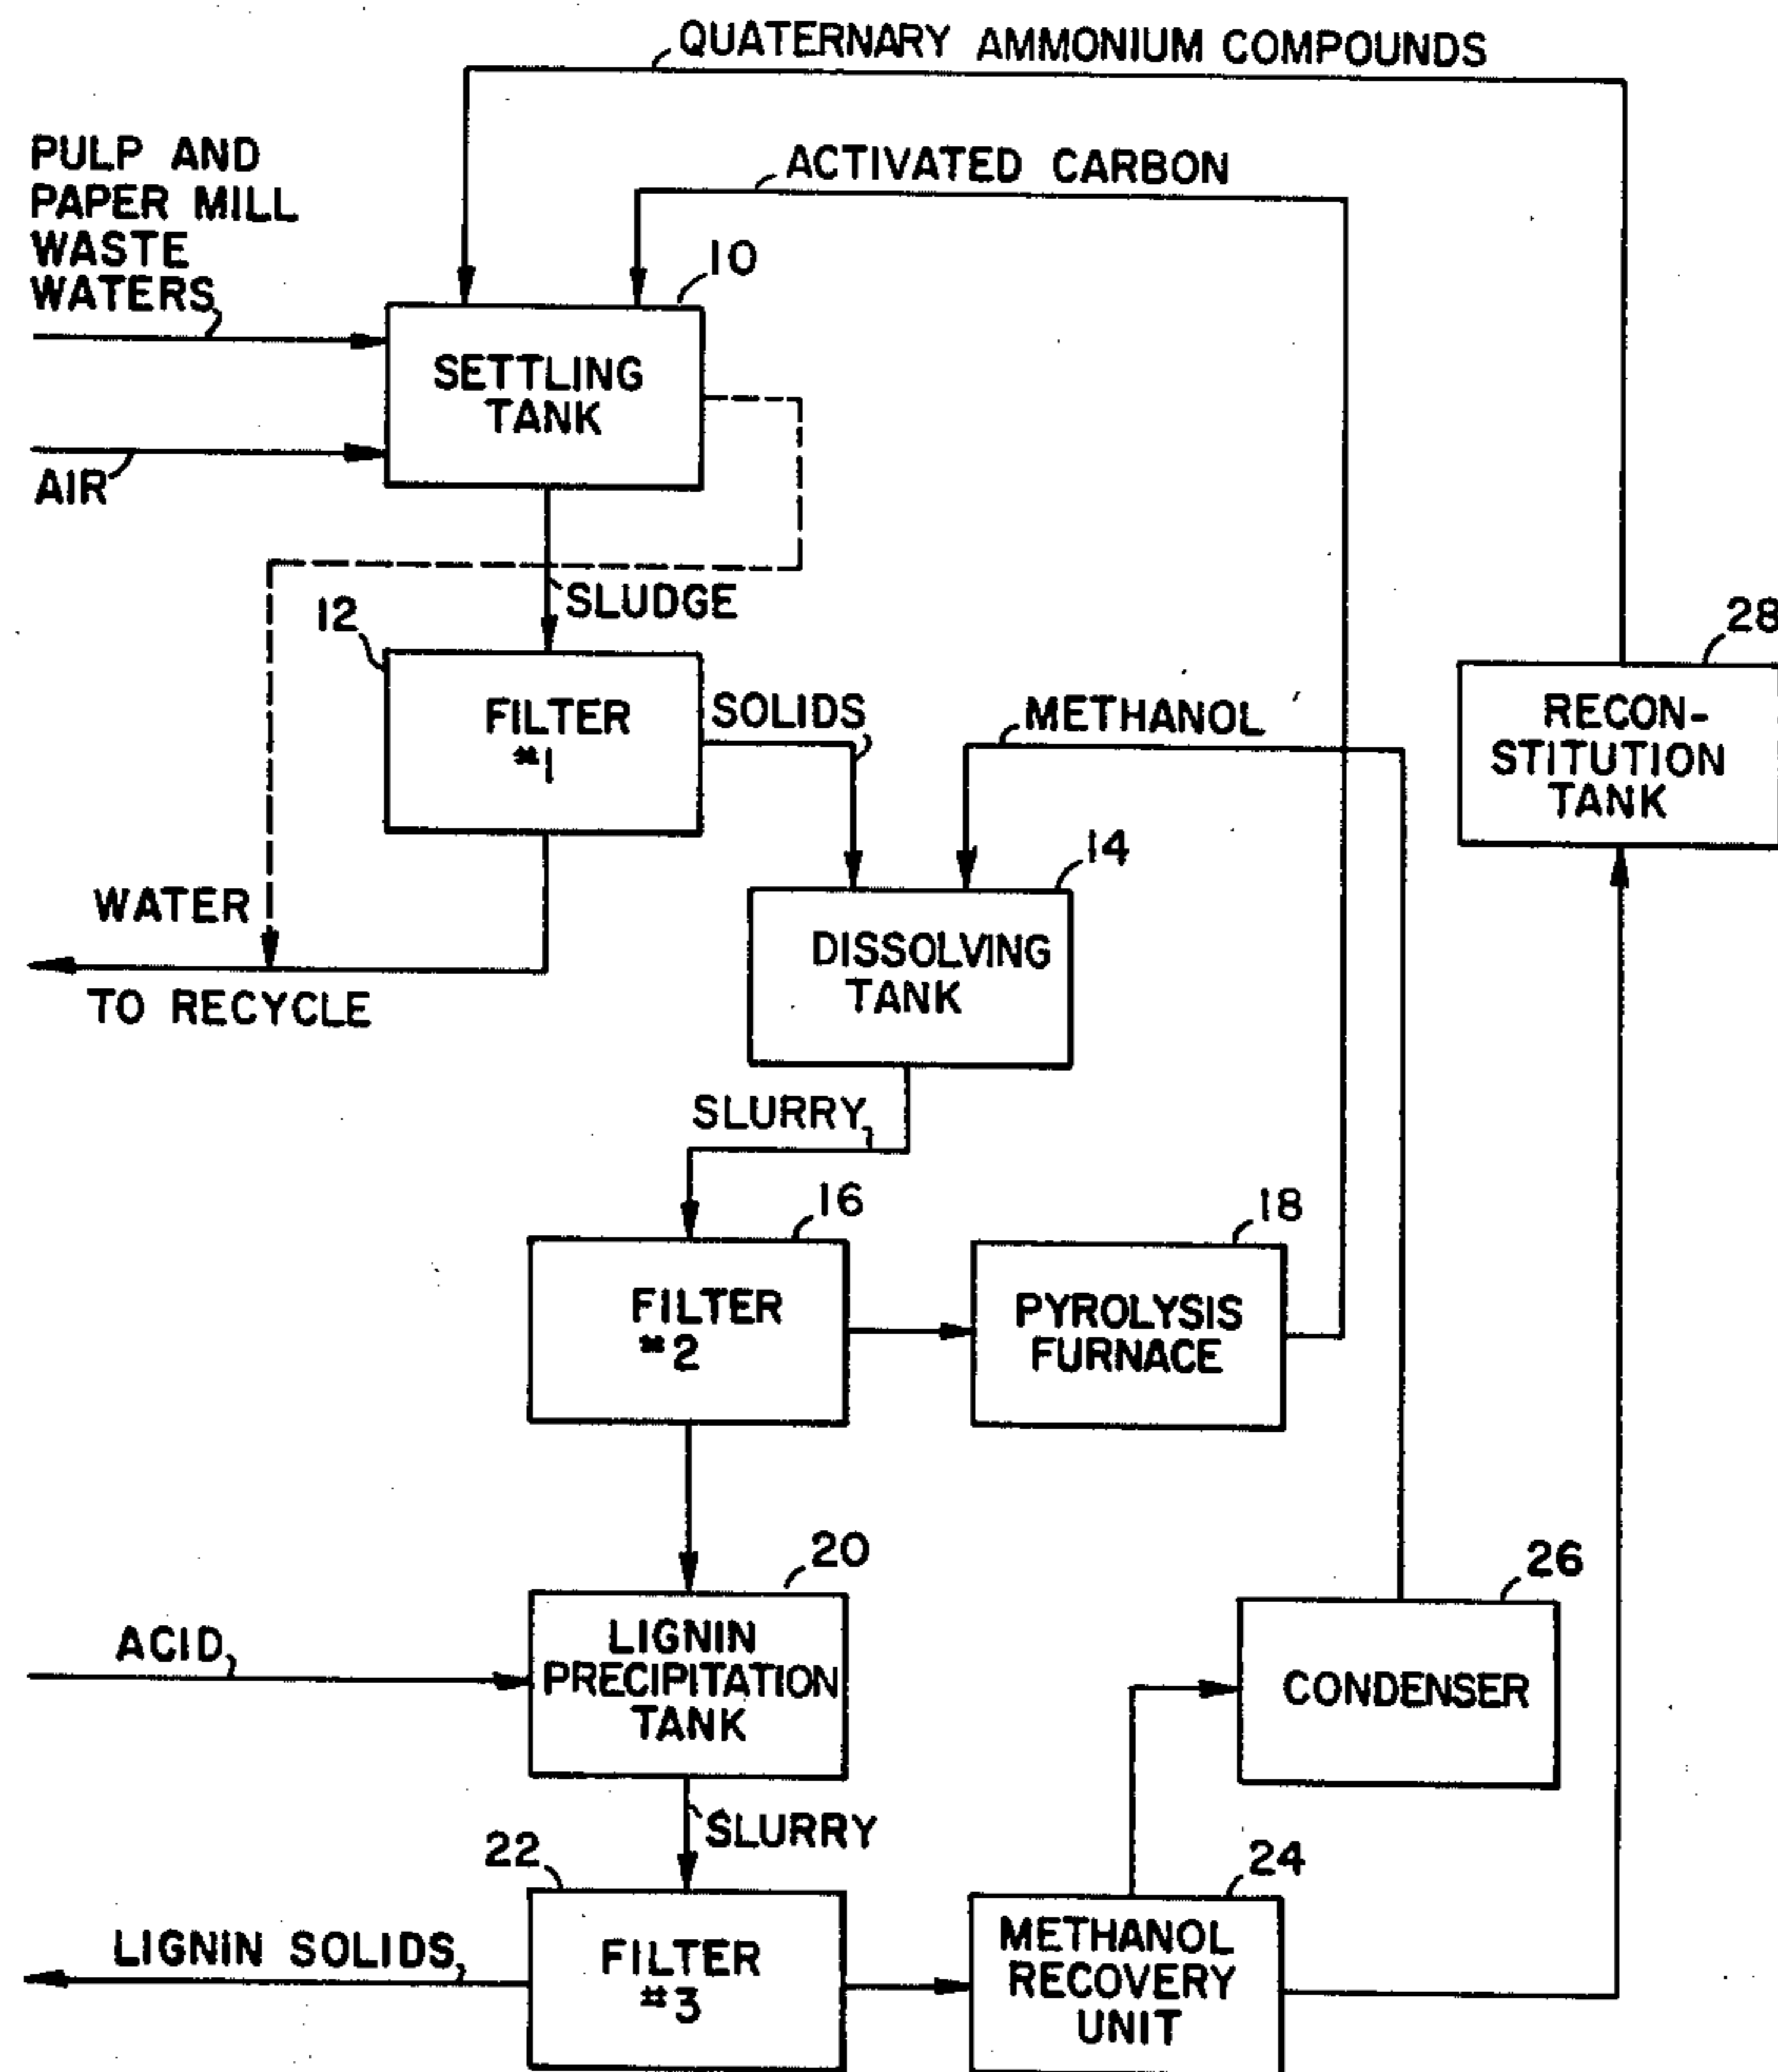 QUATERNARY AMMONIUM COMPOUNDS
ACTIVATED CARBON
PULP AND
PAPER MILL
WASTE
WATERS
10
SETTLING
TANK
AIR
SLUDGE
12
FILTER
#1
SOLIDS
METHANOL
28
RECON-
STITUTION
TANK
14
WATER
TO RECYCLE
DISSOLVING
TANK
SLURRY
16
FILTER
#2
18
PYROLYSIS
FURNACE
20
ACID
LIGNIN
PRECIPITATION
TANK
26
CONDENSER
SLURRY
22
LIGNIN SOLIDS
FILTER
#3
24
METHANOL
RECOVERY
UNIT